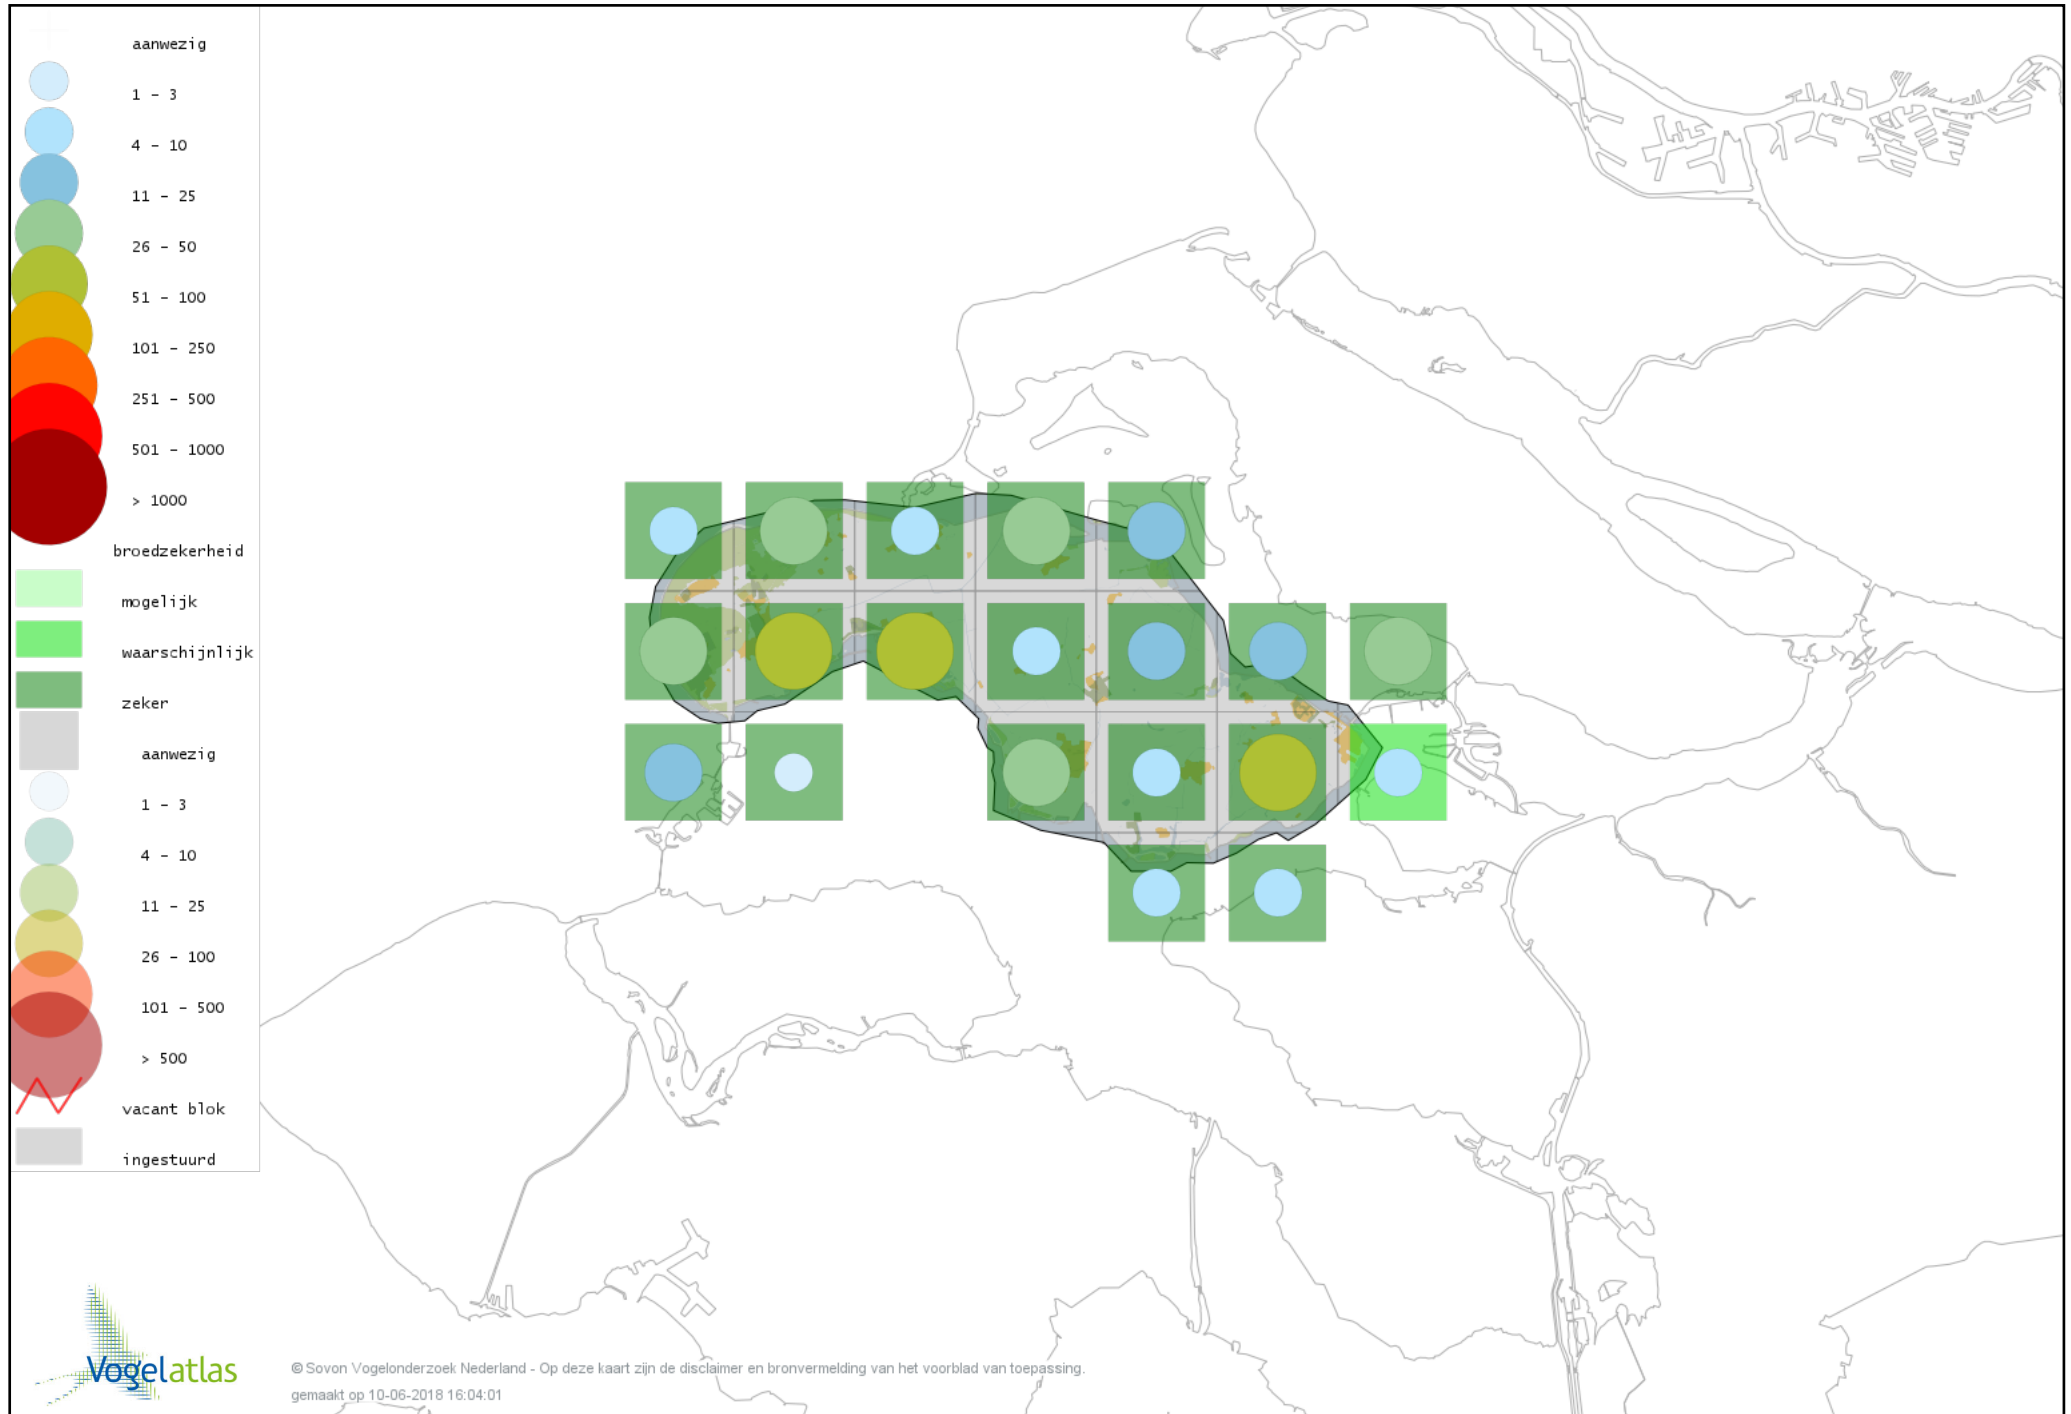 aanwezig
1 - 3
4 - 10
11 - 25
26 - 50
51 - 100
101 - 250
251 - 500
501 - 1000
> 1000
broedzekerheid
mogelijk
waarschijnlijk
zeker
aanwezig
1 - 3
4 - 10
11 - 25
26 - 100
101 - 500
> 500
vacant blok
ingestuurd
Vogelatlas
© Sovon Vogelonderzoek Nederland - Op deze kaart zijn de disclaimer en bronvermelding van het voorblad van toepassing.
gemaakt op 10-06-2018 16:04:01